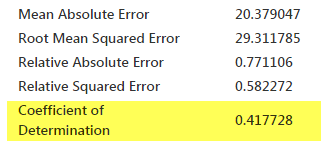 Mean Absolute Error 20.379047
Root Mean Squared Error 29.311785
Relative Absolute Error 0.771106
Relative Squared Error 0.582272
Coefficient of
Determination 0.417728